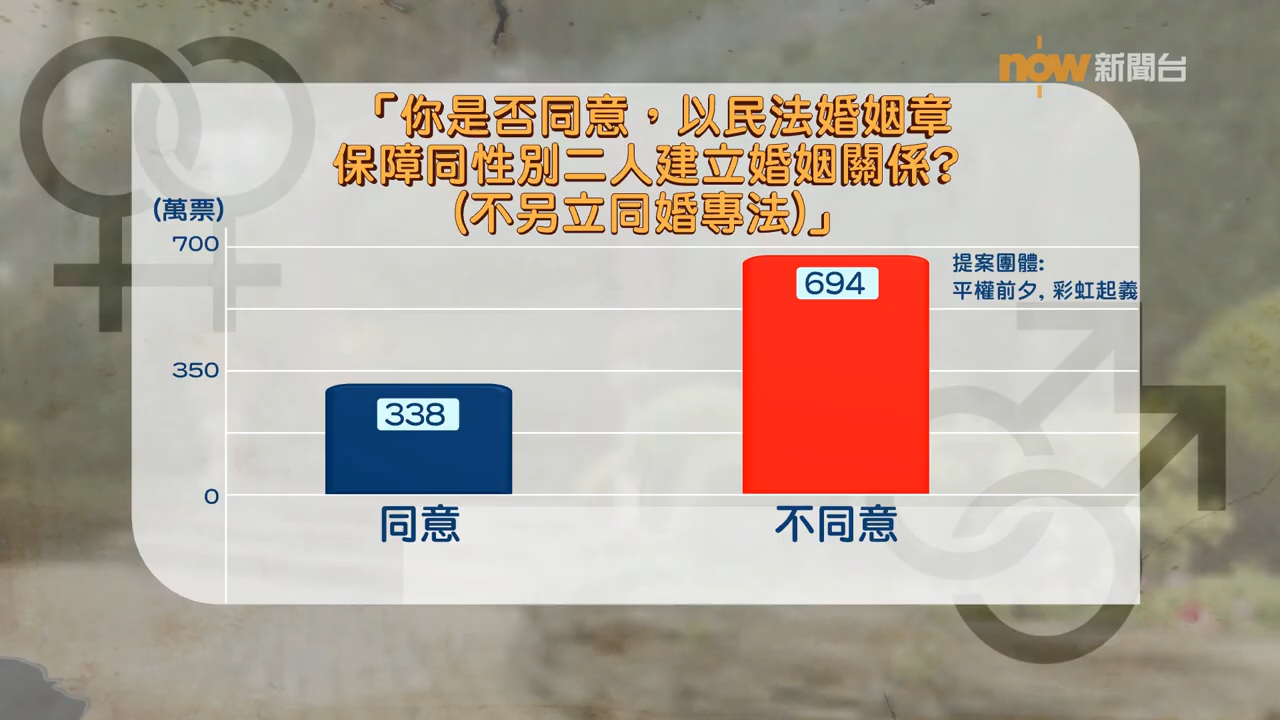 now新聞台
「你是否同意，以民法婚姻章
保障同性別二人建立婚姻關係?
(不另立同婚專法)」
(萬票)
700
350
0
338
694
提案團體:
平權前夕, 彩虹起義
同意
不同意